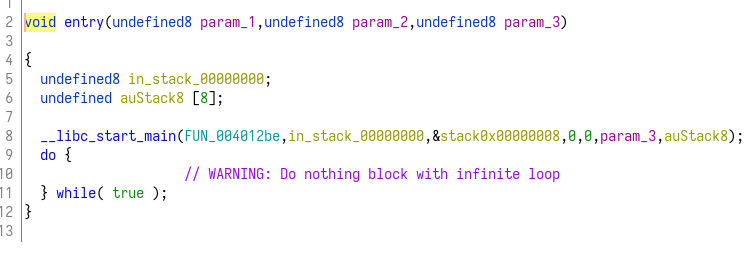 1
2 void entry(undefined8 param_1,undefined8 param_2,undefined8 param_3)
3
4 {
5   undefined8 in_stack_00000000;
6   undefined auStack8 [8];
7
8   __libc_start_main(FUN_004012be,in_stack_00000000,&stack0x00000008,0,0,param_3,auStack8);
9   do {
10                     // WARNING: Do nothing block with infinite loop
11   } while( true );
12 }
13